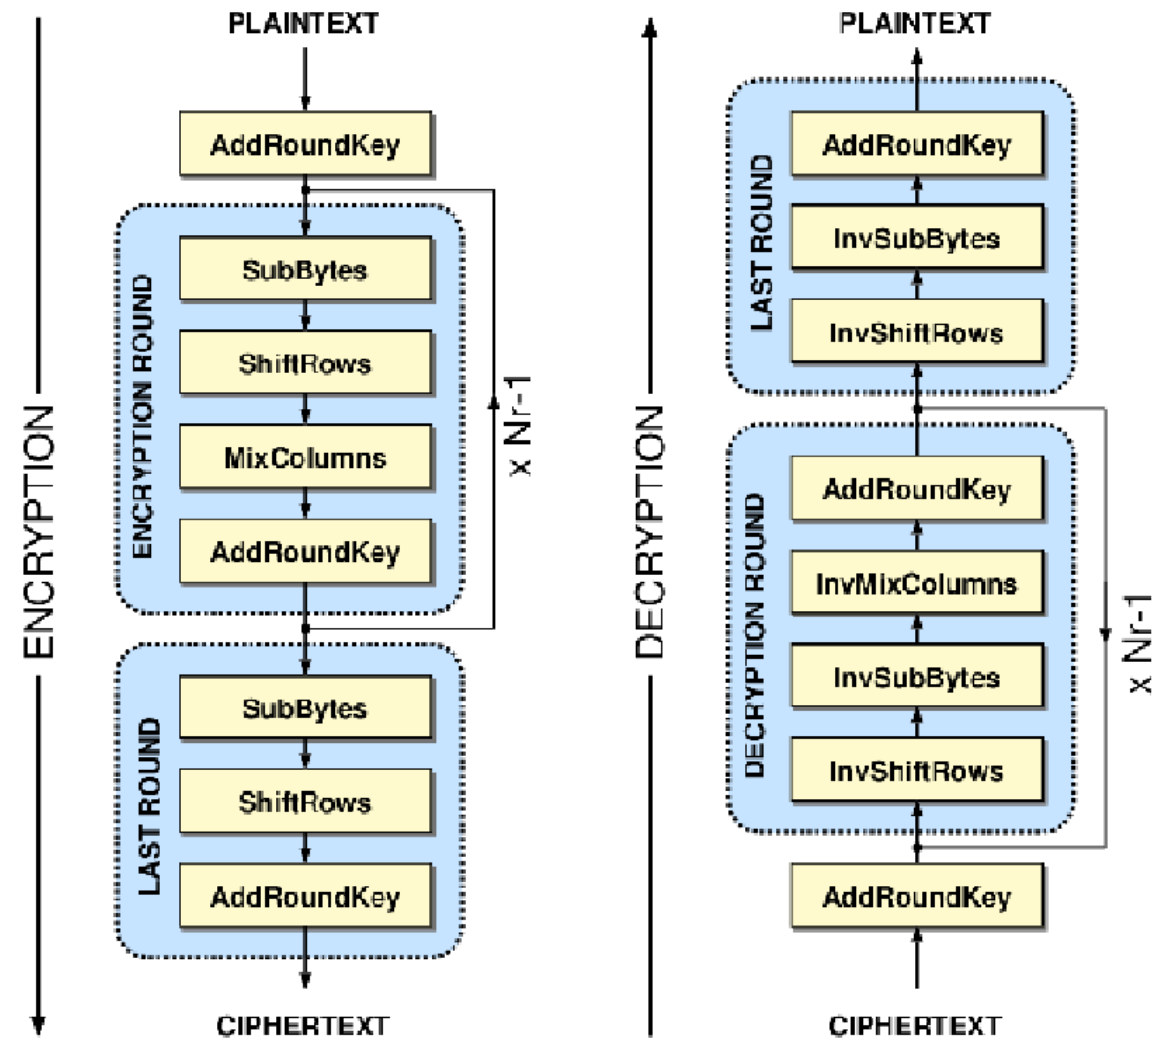 PLAINTEXT
AddRoundKey
SubBytes
ShiftRows
MixColumns
AddRoundKey
ENCRYPTION ROUND
x Nr-1
SubBytes
ShiftRows
AddRoundKey
LAST ROUND
CIPHERTEXT
ENCRYPTION
PLAINTEXT
AddRoundKey
InvSubBytes
InvShiftRows
LAST ROUND
AddRoundKey
InvMixColumns
InvSubBytes
InvShiftRows
DECRYPTION ROUND
x Nr-1
AddRoundKey
CIPHERTEXT
DECRYPTION